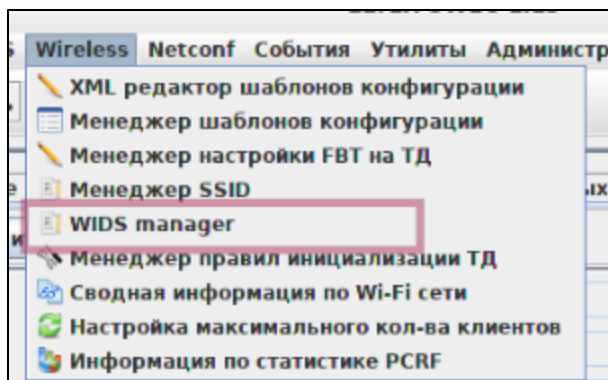 Wireless Netconf События Утилиты Администр
XML редактор шаблонов конфигурации
Менеджер шаблонов конфигурации
Менеджер настройки FBT на ТД
Менеджер SSID
WIDS manager
Менеджер правил инициализации ТД
Сводная информация по Wi-Fi сети
Настройка максимального кол-ва клиентов
Информация по статистике PCRF